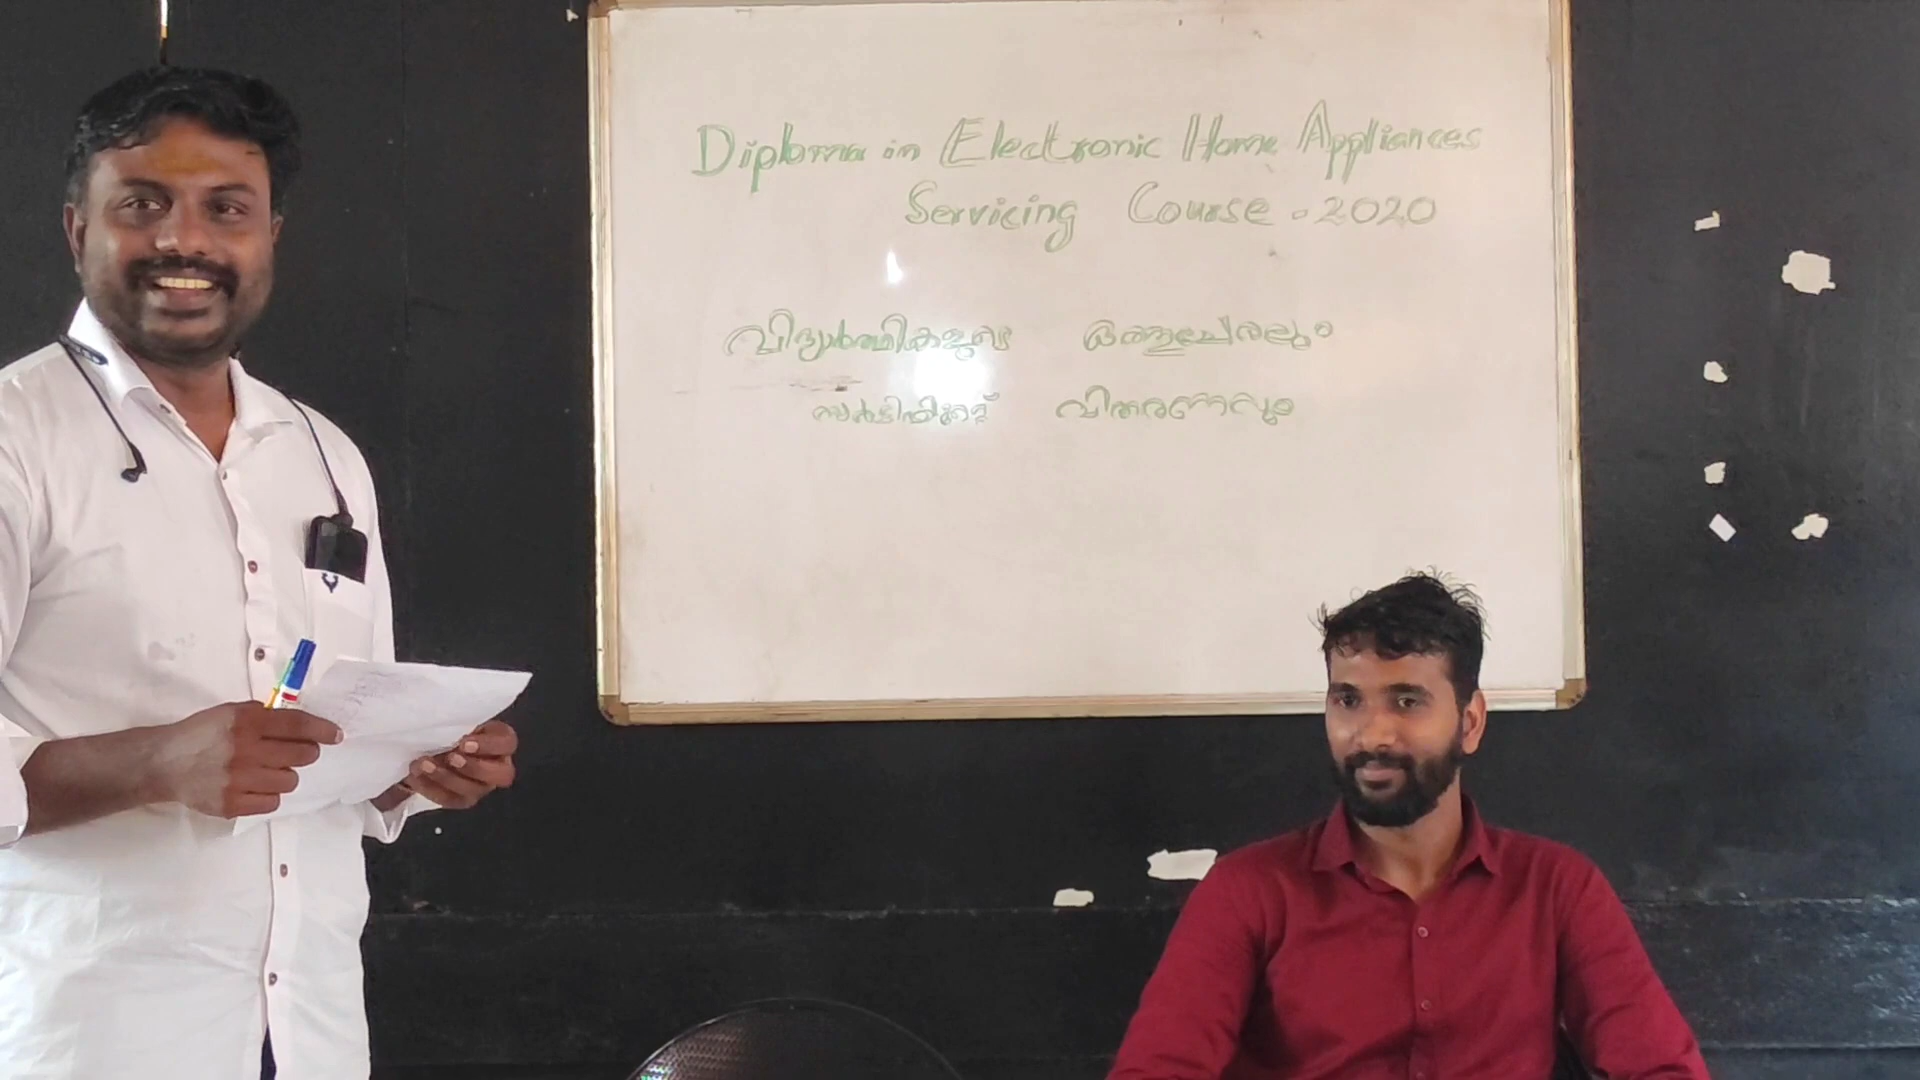 Diploma in Electronic Home Appliances
Servicing Course . 2020
വിദ്യാർത്ഥികളുടെ ഒത്തുചേരലും
സർട്ടിഫിക്കറ്റ് വിതരണവും